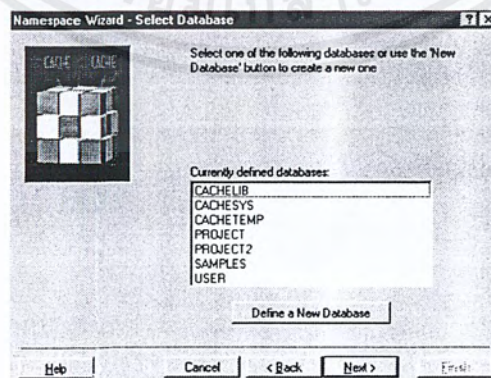 Namespace Wizard - Select Database
CACHE CACHE
Select one of the following databases or use the 'New
Database' button to create a new one
Currently defined databases:
CACHELIB
CACHESYS
CACHETEMP
PROJECT
PROJECT2
SAMPLES
USER
Define a New Database
Help
Cancel
< Back
Next >
Finish